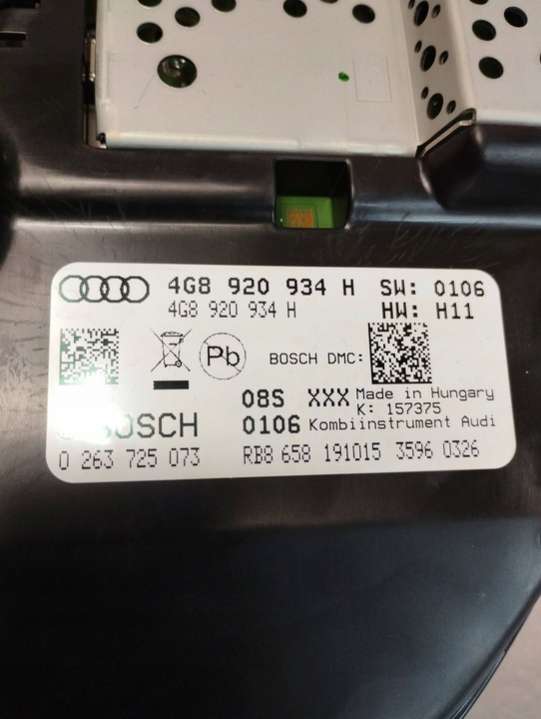 4G8 920 934 H SW: 0106
4G8 920 934 H HW: H11
Pb BOSCH DMC:
08S XXX Made in Hungary
K: 157375
BOSCH 0106 Kombiinstrument Audi
0 263 725 073 RB8 658 191015 3596 0326